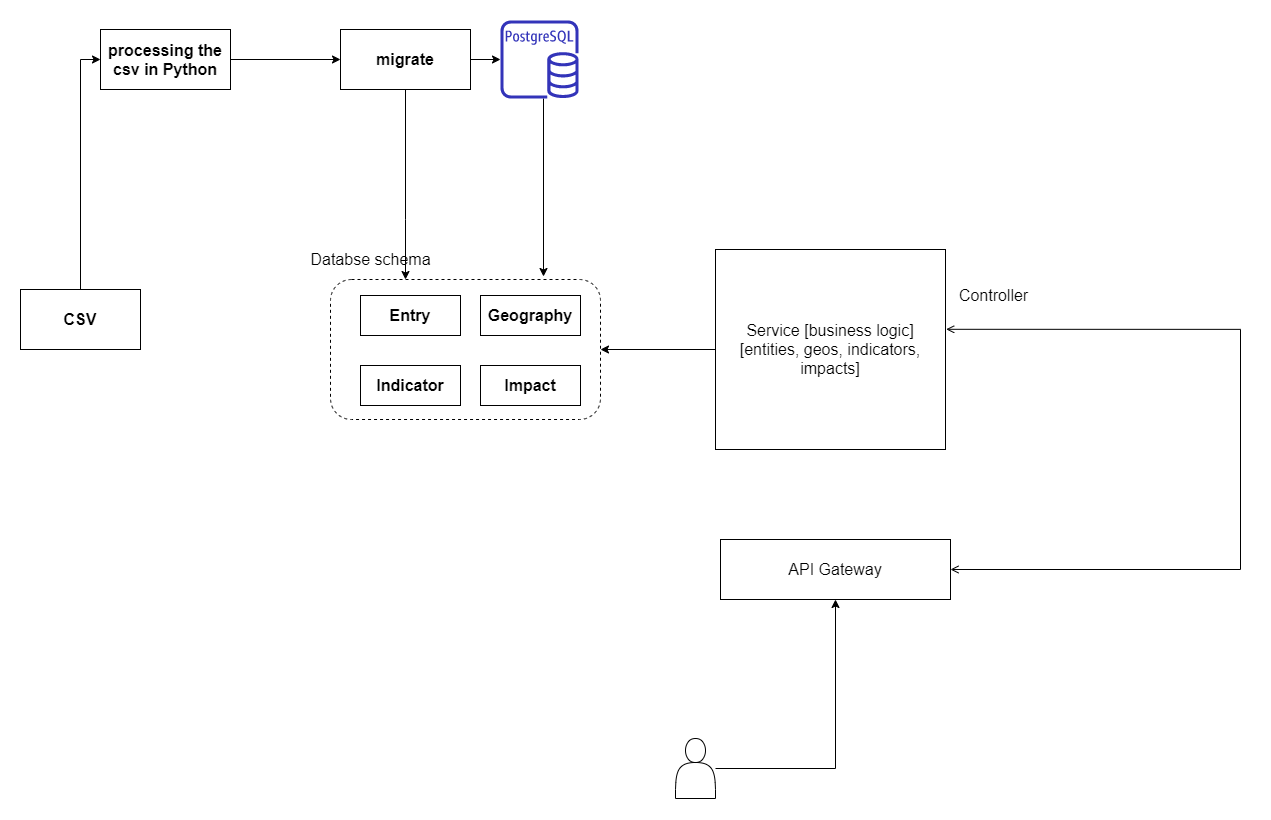 processing the
csv in Python
migrate
PostgreSQL
Databse schema
CSV
Entry
Geography
Indicator
Impact
Service [business logic]
[entities, geos, indicators,
impacts]
Controller
API Gateway